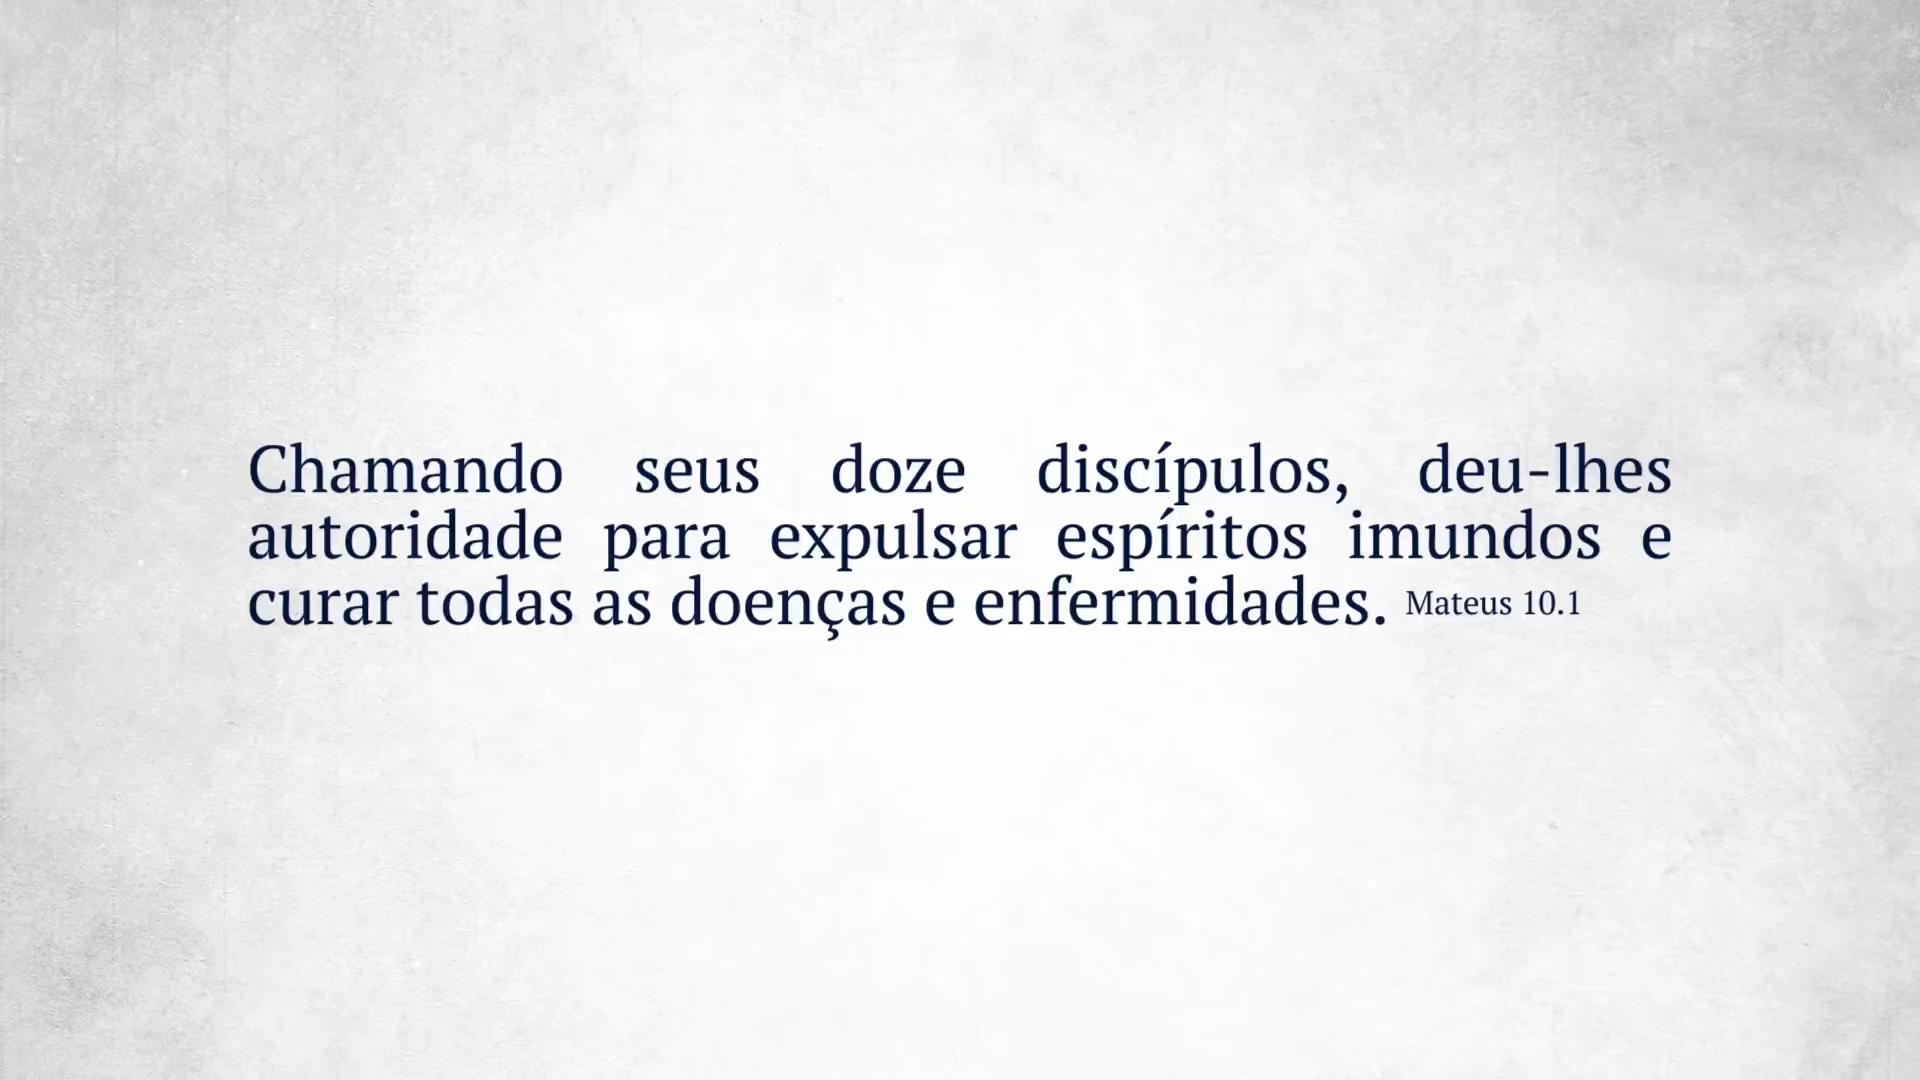 Chamando seus doze discípulos, deu-lhes
autoridade para expulsar espíritos imundos e
curar todas as doenças e enfermidades. Mateus 10.1